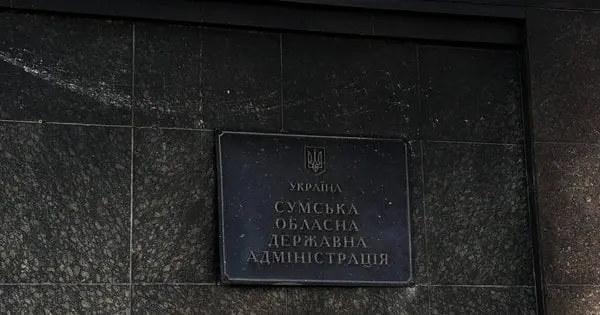 УКРАЇНА
СУМСЬКА
ОБЛАСНА
ДЕРЖАВНА
АДМІНІСТРАЦІЯ